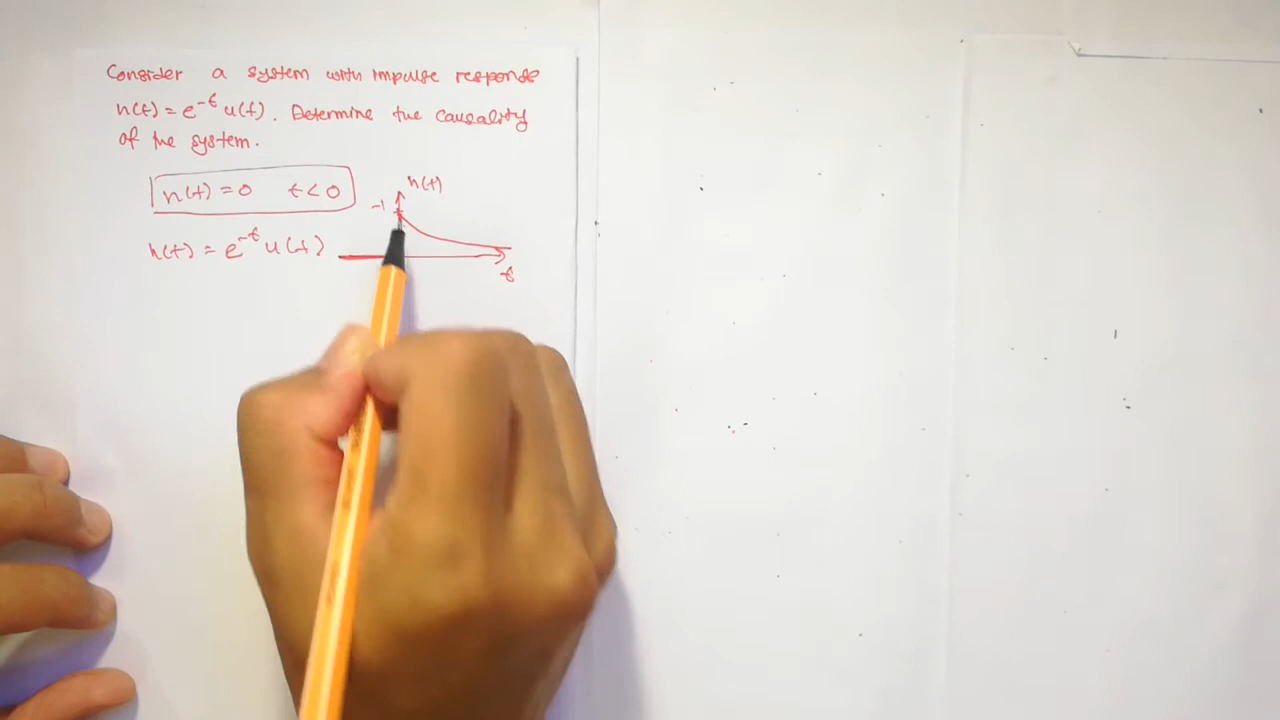 Consider a system with impulse response
h(t) = e^-t u(t). Determine the causality
of the system.
h(t) = 0 t < 0
h(t)
-1
h(t) = e^-t u(t)
t